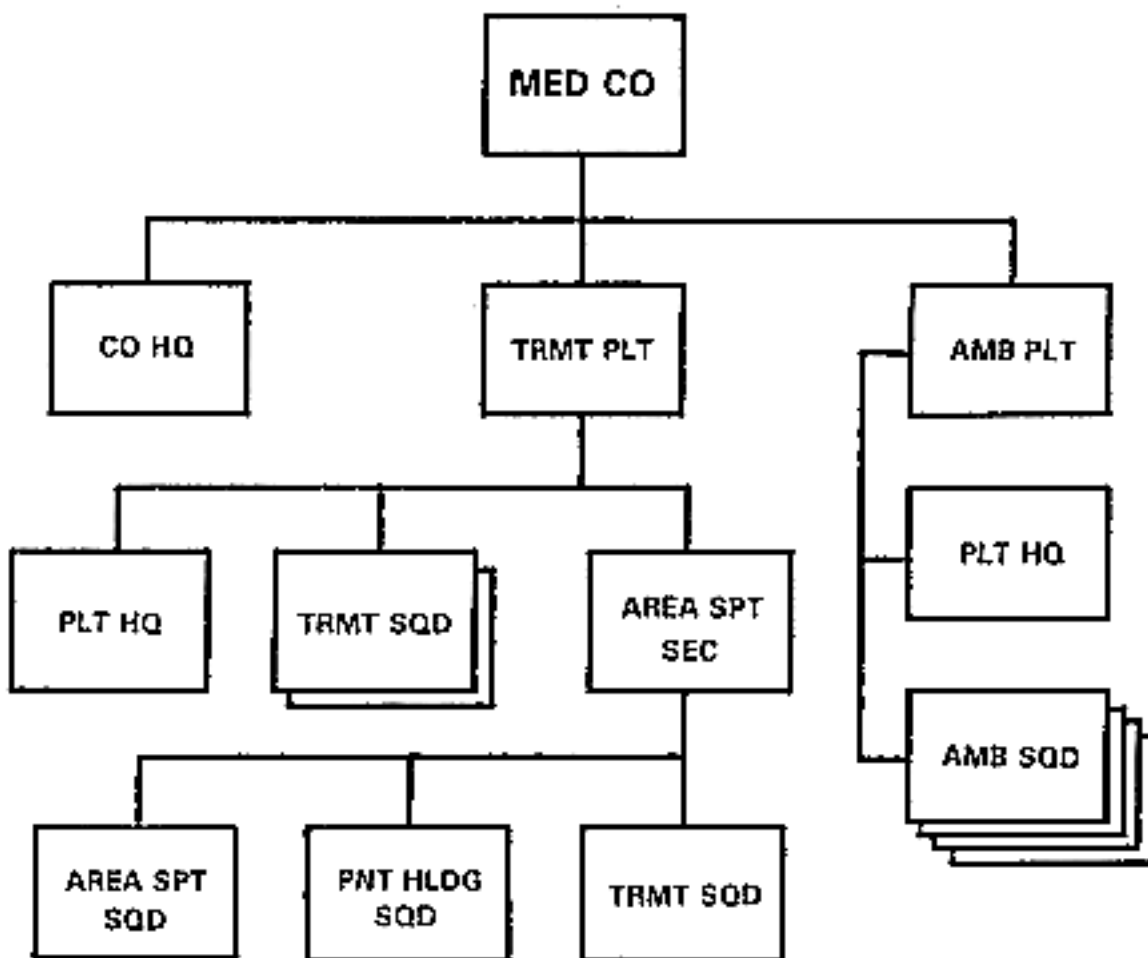 MED CO
CO HQ
TRMT PLT
AMB PLT
PLT HQ
TRMT SQD
AREA SPT
SEC
PLT HQ
AMB SQD
AREA SPT
SQD
PNT HLDG
SQD
TRMT SQD